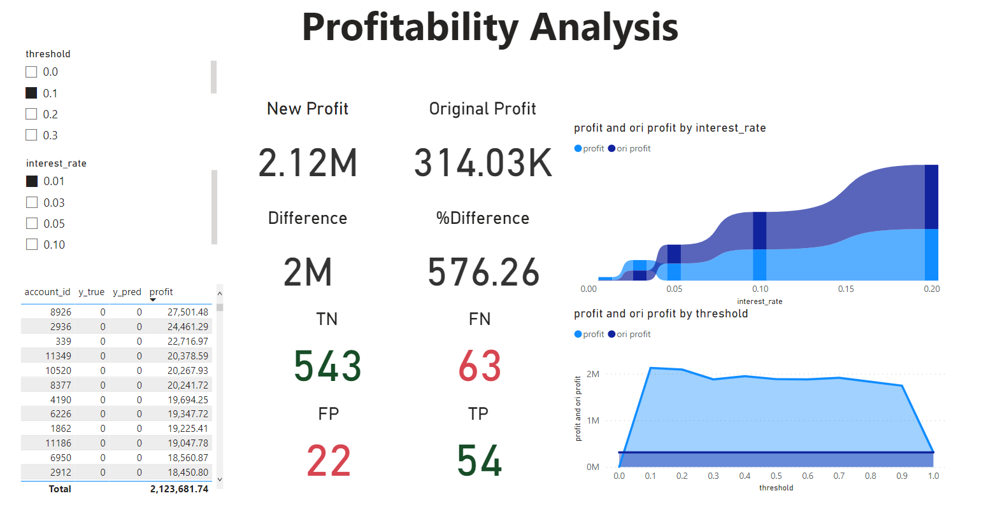 Profitability Analysis
threshold
0.0
0.1
0.2
0.3
interest_rate
0.01
0.03
0.05
0.10
account_id y_true y_pred profit
8926 0 0 27,501.48
2936 0 0 24,461.29
339 0 0 22,716.97
11349 0 0 20,378.59
10520 0 0 20,267.93
8377 0 0 20,241.72
4190 0 0 19,694.25
6226 0 0 19,347.72
1862 0 0 19,225.41
11186 0 0 19,047.78
6950 0 0 18,560.87
2912 0 0 18,450.80
Total 2,123,681.74
New Profit
2.12M
Original Profit
314.03K
Difference
2M
%Difference
576.26
TN
543
FN
63
FP
22
TP
54
profit and ori profit by interest_rate
profit ori profit
0.00 0.05 0.10 0.15 0.20
interest_rate
profit and ori profit by threshold
profit ori profit
profit and ori profit
2M
1M
0M
0.0 0.1 0.2 0.3 0.4 0.5 0.6 0.7 0.8 0.9 1.0
threshold